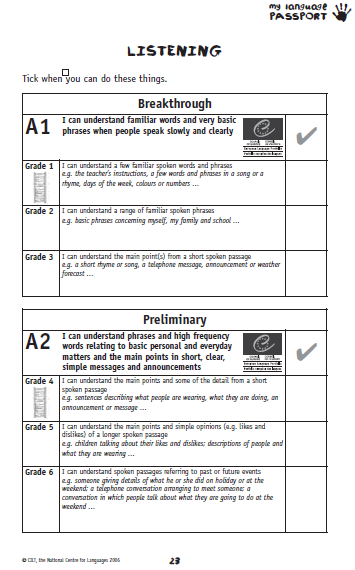 my language
PASSPORT
LISTENING
Tick when you can do these things.
Breakthrough
A1
I can understand familiar words and very basic
phrases when people speak slowly and clearly
Grade 1
I can understand a few familiar spoken words and phrases
e.g. the teacher's instructions, a few words and phrases in a song or a
rhyme, days of the week, colours or numbers ...
Grade 2
I can understand a range of familiar spoken phrases
e.g. basic phrases concerning myself, my family and school ...
Grade 3
I can understand the main point(s) from a short spoken passage
e.g. a short rhyme or song, a telephone message, announcement or weather
forecast ...
Preliminary
A2
I can understand phrases and high frequency
words relating to basic personal and everyday
matters and the main points in short, clear,
simple messages and announcements
Grade 4
I can understand the main points and some of the detail from a short
spoken passage
e.g. sentences describing what people are wearing, what they are doing, an
announcement or message ...
Grade 5
I can understand the main points and simple opinions (e.g. likes and
dislikes) of a longer spoken passage
e.g. children talking about their likes and dislikes; descriptions of people and
what they are wearing ...
Grade 6
I can understand spoken passages referring to past or future events
e.g. someone giving details of what he or she did on holiday or at the
weekend; a telephone conversation arranging to meet someone; a
conversation in which people talk about what they are going to do at the
weekend ...
© CILT, the National Centre for Languages 2006
23